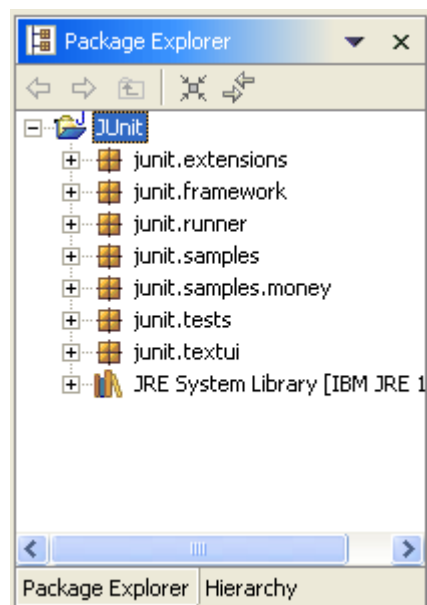 Package Explorer
JUnit
junit.extensions
junit.framework
junit.runner
junit.samples
junit.samples.money
junit.tests
junit.textui
JRE System Library [IBM JRE 1
Package Explorer Hierarchy